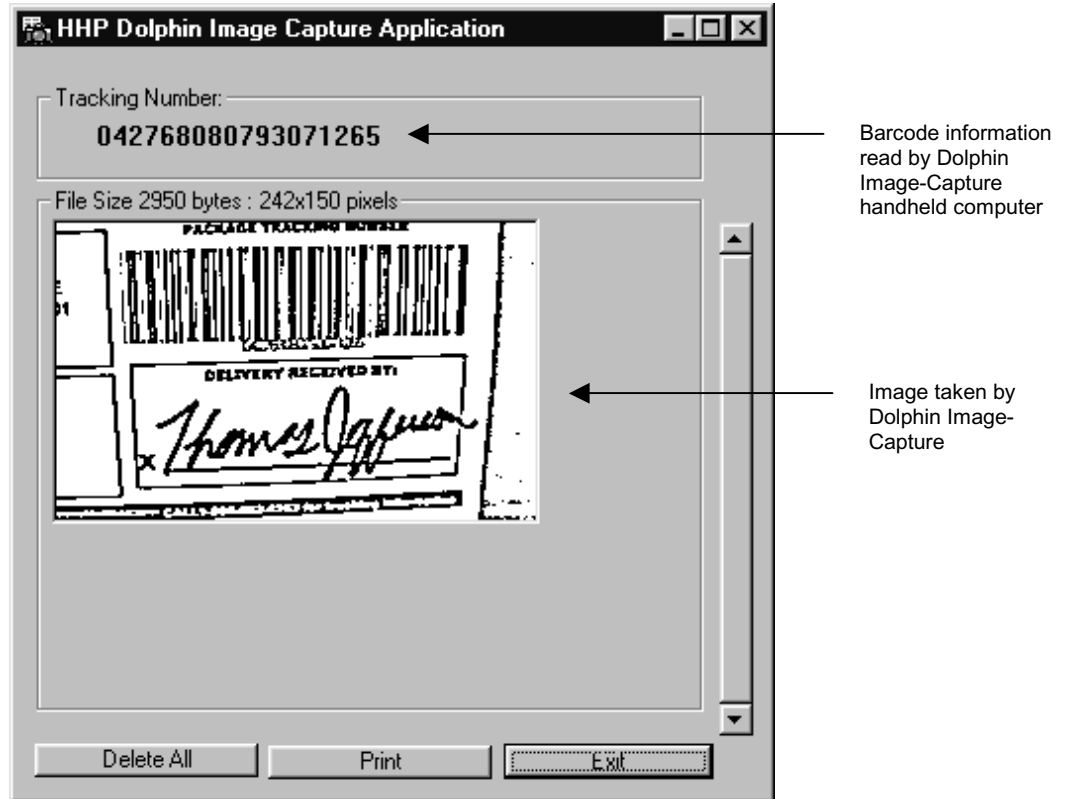 HHP Dolphin Image Capture Application
Tracking Number:
042768080793071265
Barcode information
read by Dolphin
Image-Capture
handheld computer
File Size 2950 bytes : 242x150 pixels
PACKAGE TRACKING NUMBER
DELIVERY RECEIVED BY:
X Thomas Jefferson
Image taken by
Dolphin Image-
Capture
Delete All
Print
Exit